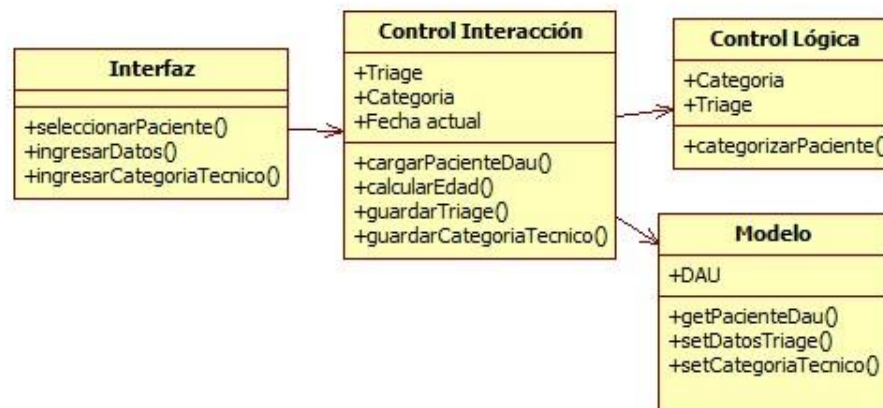 Interfaz
+seleccionarPaciente()
+ingresarDatos()
+ingresarCategoriaTecnico()
Control Interacción
+Triage
+Categoria
+Fecha actual
+cargarPacienteDau()
+calcularEdad()
+guardarTriage()
+guardarCategoriaTecnico()
Control Lógica
+Categoria
+Triage
+categorizarPaciente()
Modelo
+DAU
+getPacienteDau()
+setDatosTriage()
+setCategoriaTecnico()